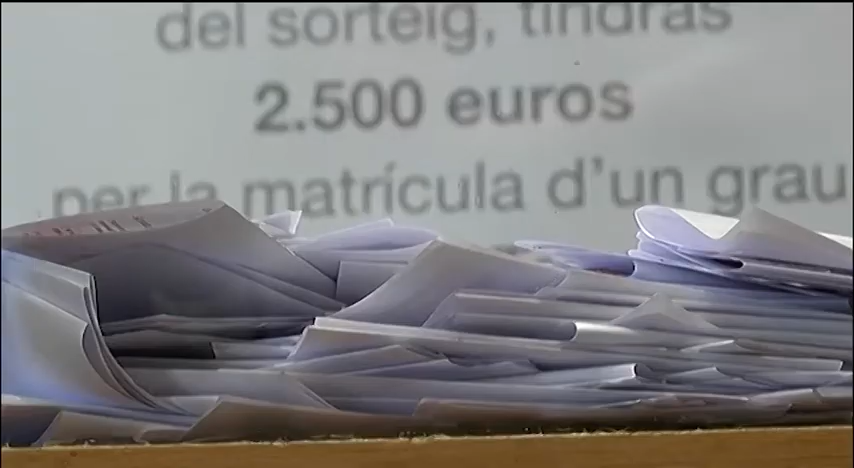 del sorteig, tindràs
2.500 euros
per la matrícula d'un grau